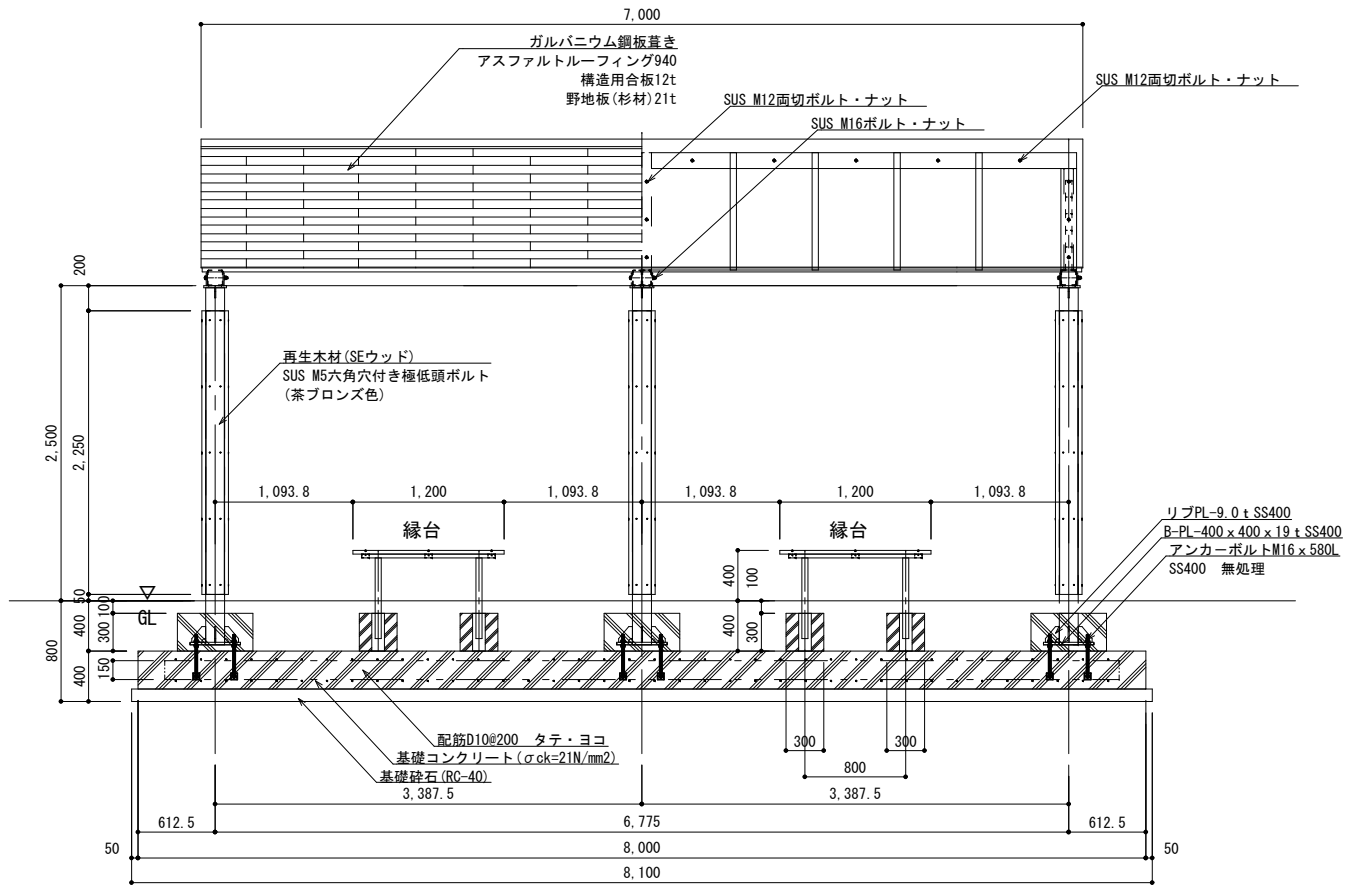 7,000
ガルバニウム鋼板葺き
アスファルトルーフィング940
構造用合板12t
野地板(杉材)21t
SUS M12両切ボルト・ナット
SUS M16ボルト・ナット
SUS M12両切ボルト・ナット
200
2,500
2,250
50
再生木材(SEウッド)
SUS M5六角穴付き極低頭ボルト
(茶ブロンズ色)
1,093.8
1,200
1,093.8
1,093.8
1,200
1,093.8
縁台
縁台
400
100
400
300
リブPL-9.0t SS400
B-PL-400x400x19t SS400
アンカーボルトM16x580L
SS400 無処理
GL
800
400
400
100
300
150
配筋D10@200 タテ・ヨコ
基礎コンクリート(σck=21N/mm2)
基礎砕石(RC-40)
300
300
800
3,387.5
3,387.5
612.5
6,775
612.5
50
8,000
50
8,100